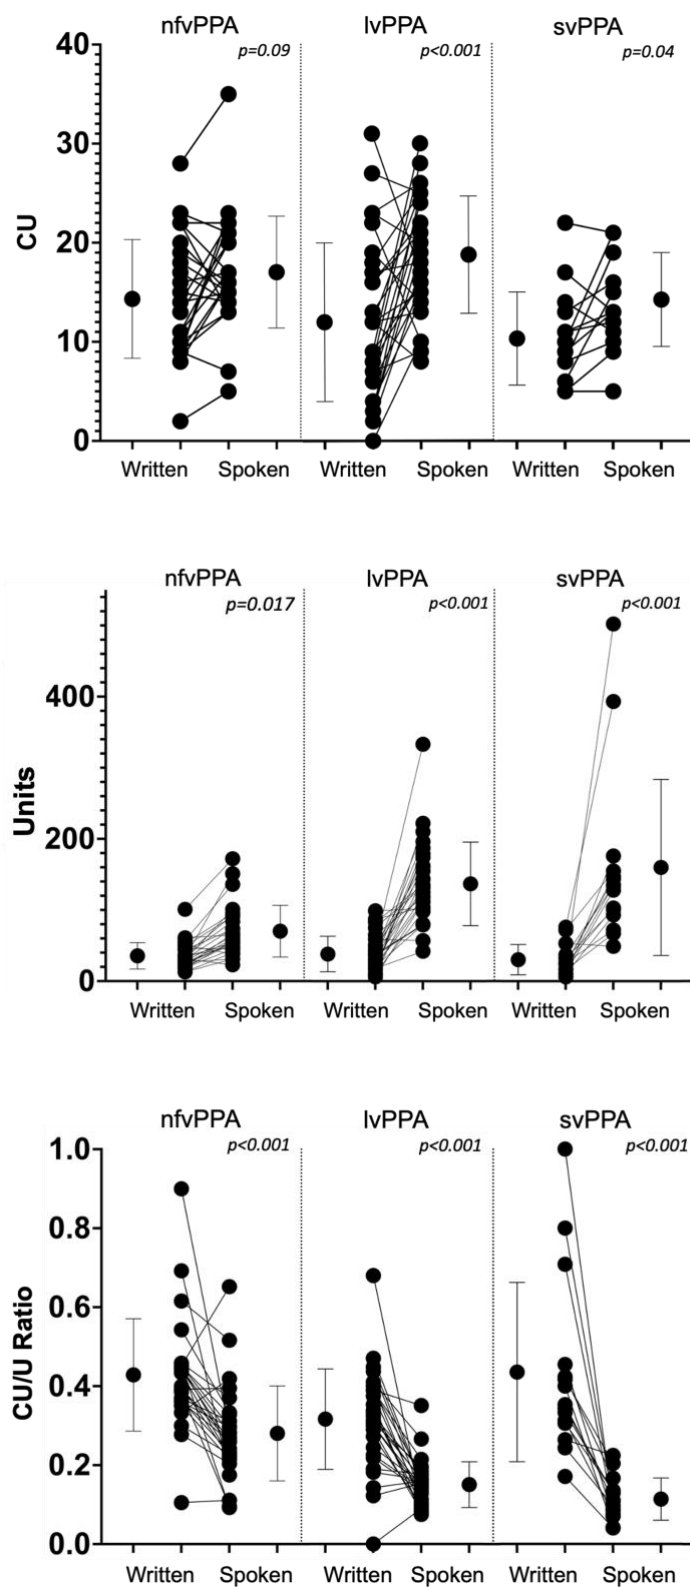 nfvPPA lvPPA svPPA
p=0.09 p<0.001 p=0.04
40
30
CU
20
10
0
Written Spoken Written Spoken Written Spoken
nfvPPA lvPPA svPPA
p=0.017 p<0.001 p<0.001
400
Units
200
0
Written Spoken Written Spoken Written Spoken
nfvPPA lvPPA svPPA
p<0.001 p<0.001 p<0.001
1.0
0.8
0.6
CU/U Ratio
0.4
0.2
0.0
Written Spoken Written Spoken Written Spoken